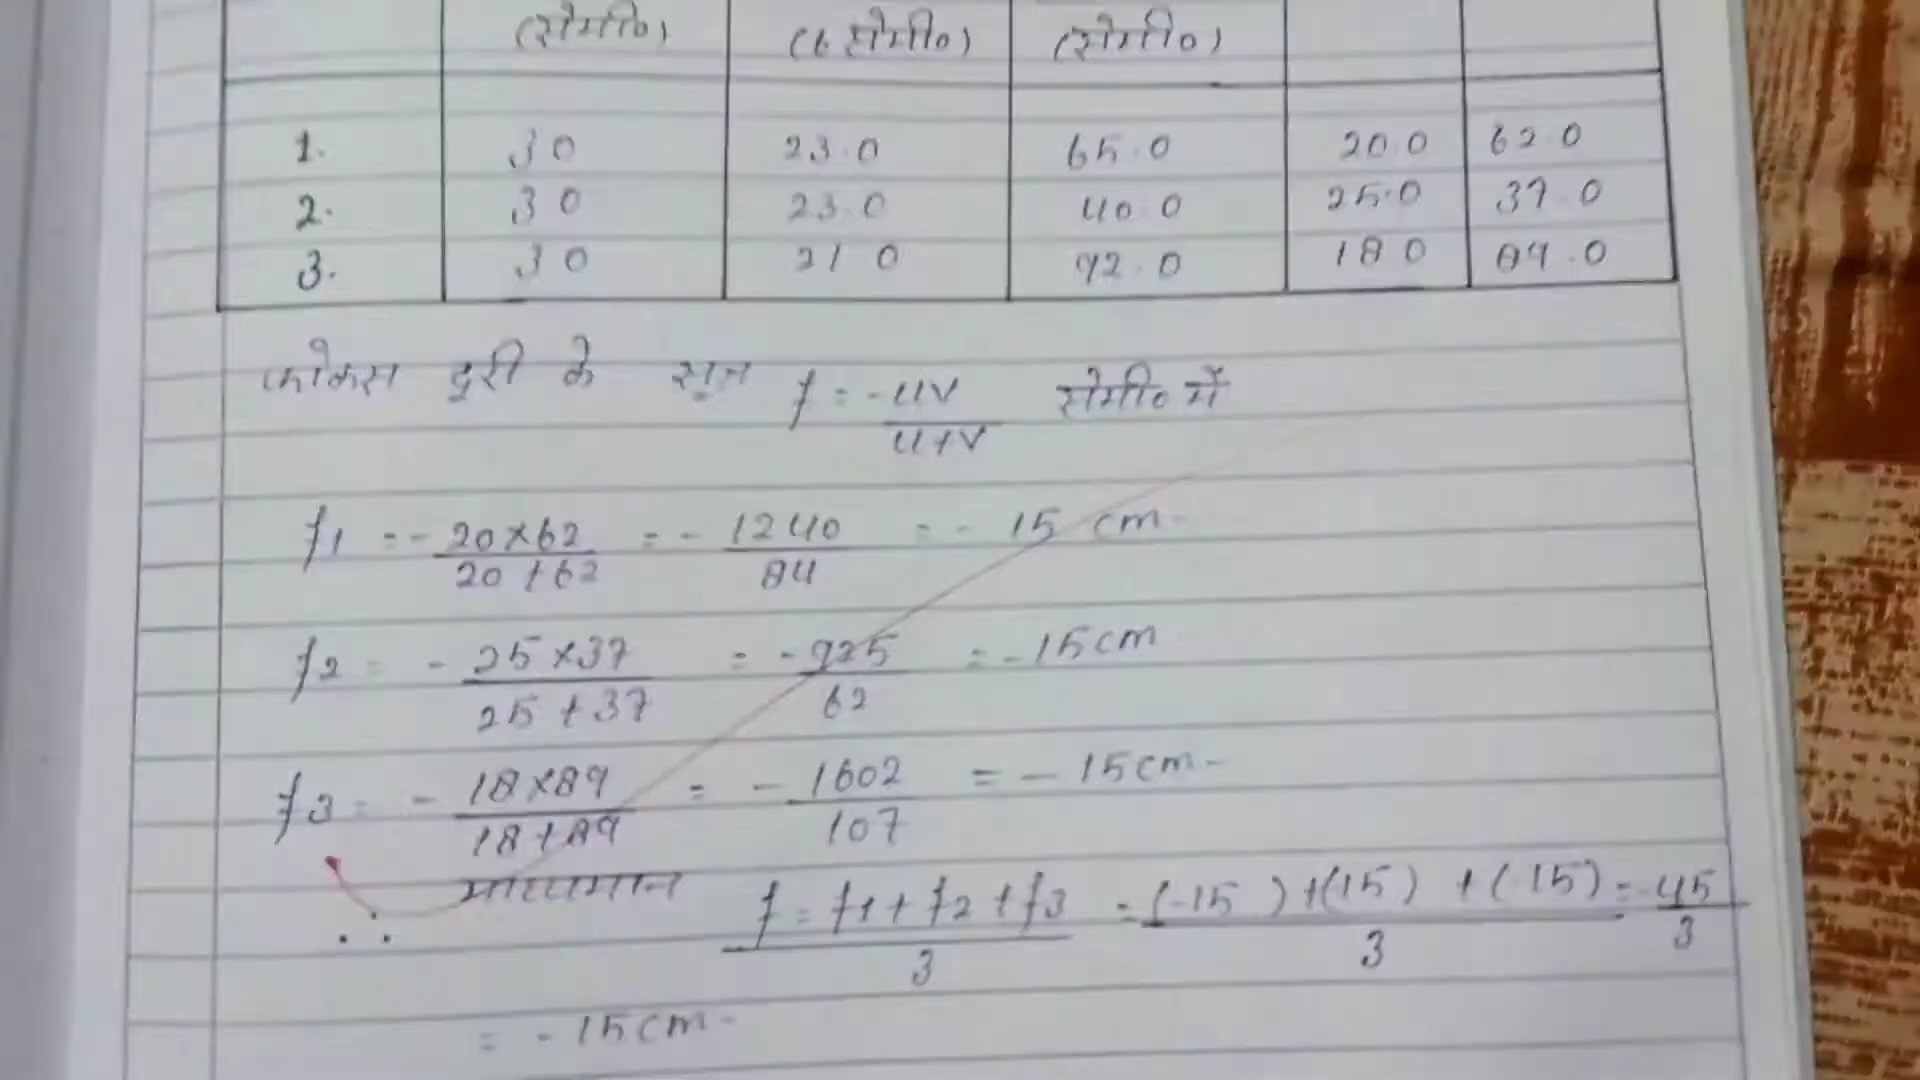 (सेमी०) (6 सेमी०) (सेमी०)
1. 30 23.0 65.0 20.0 62.0
2. 30 23.0 40.0 25.0 37.0
3. 30 21 0 92.0 18 0 89.0
फोकस दुरी के सूत्र f = -uv/u+v सेमी० में
f1 = - 20×62/20+62 = - 1240/84 = - 15 cm.
f2 = - 25×37/25+37 = - 925/62 = -15cm
f3 = - 18×89/18+89 = - 1602/107 = - 15cm-
∴ माध्यमान f = f1+f2+f3/3 = (-15)+(15)+(-15)/3 = -45/3
= -15cm-